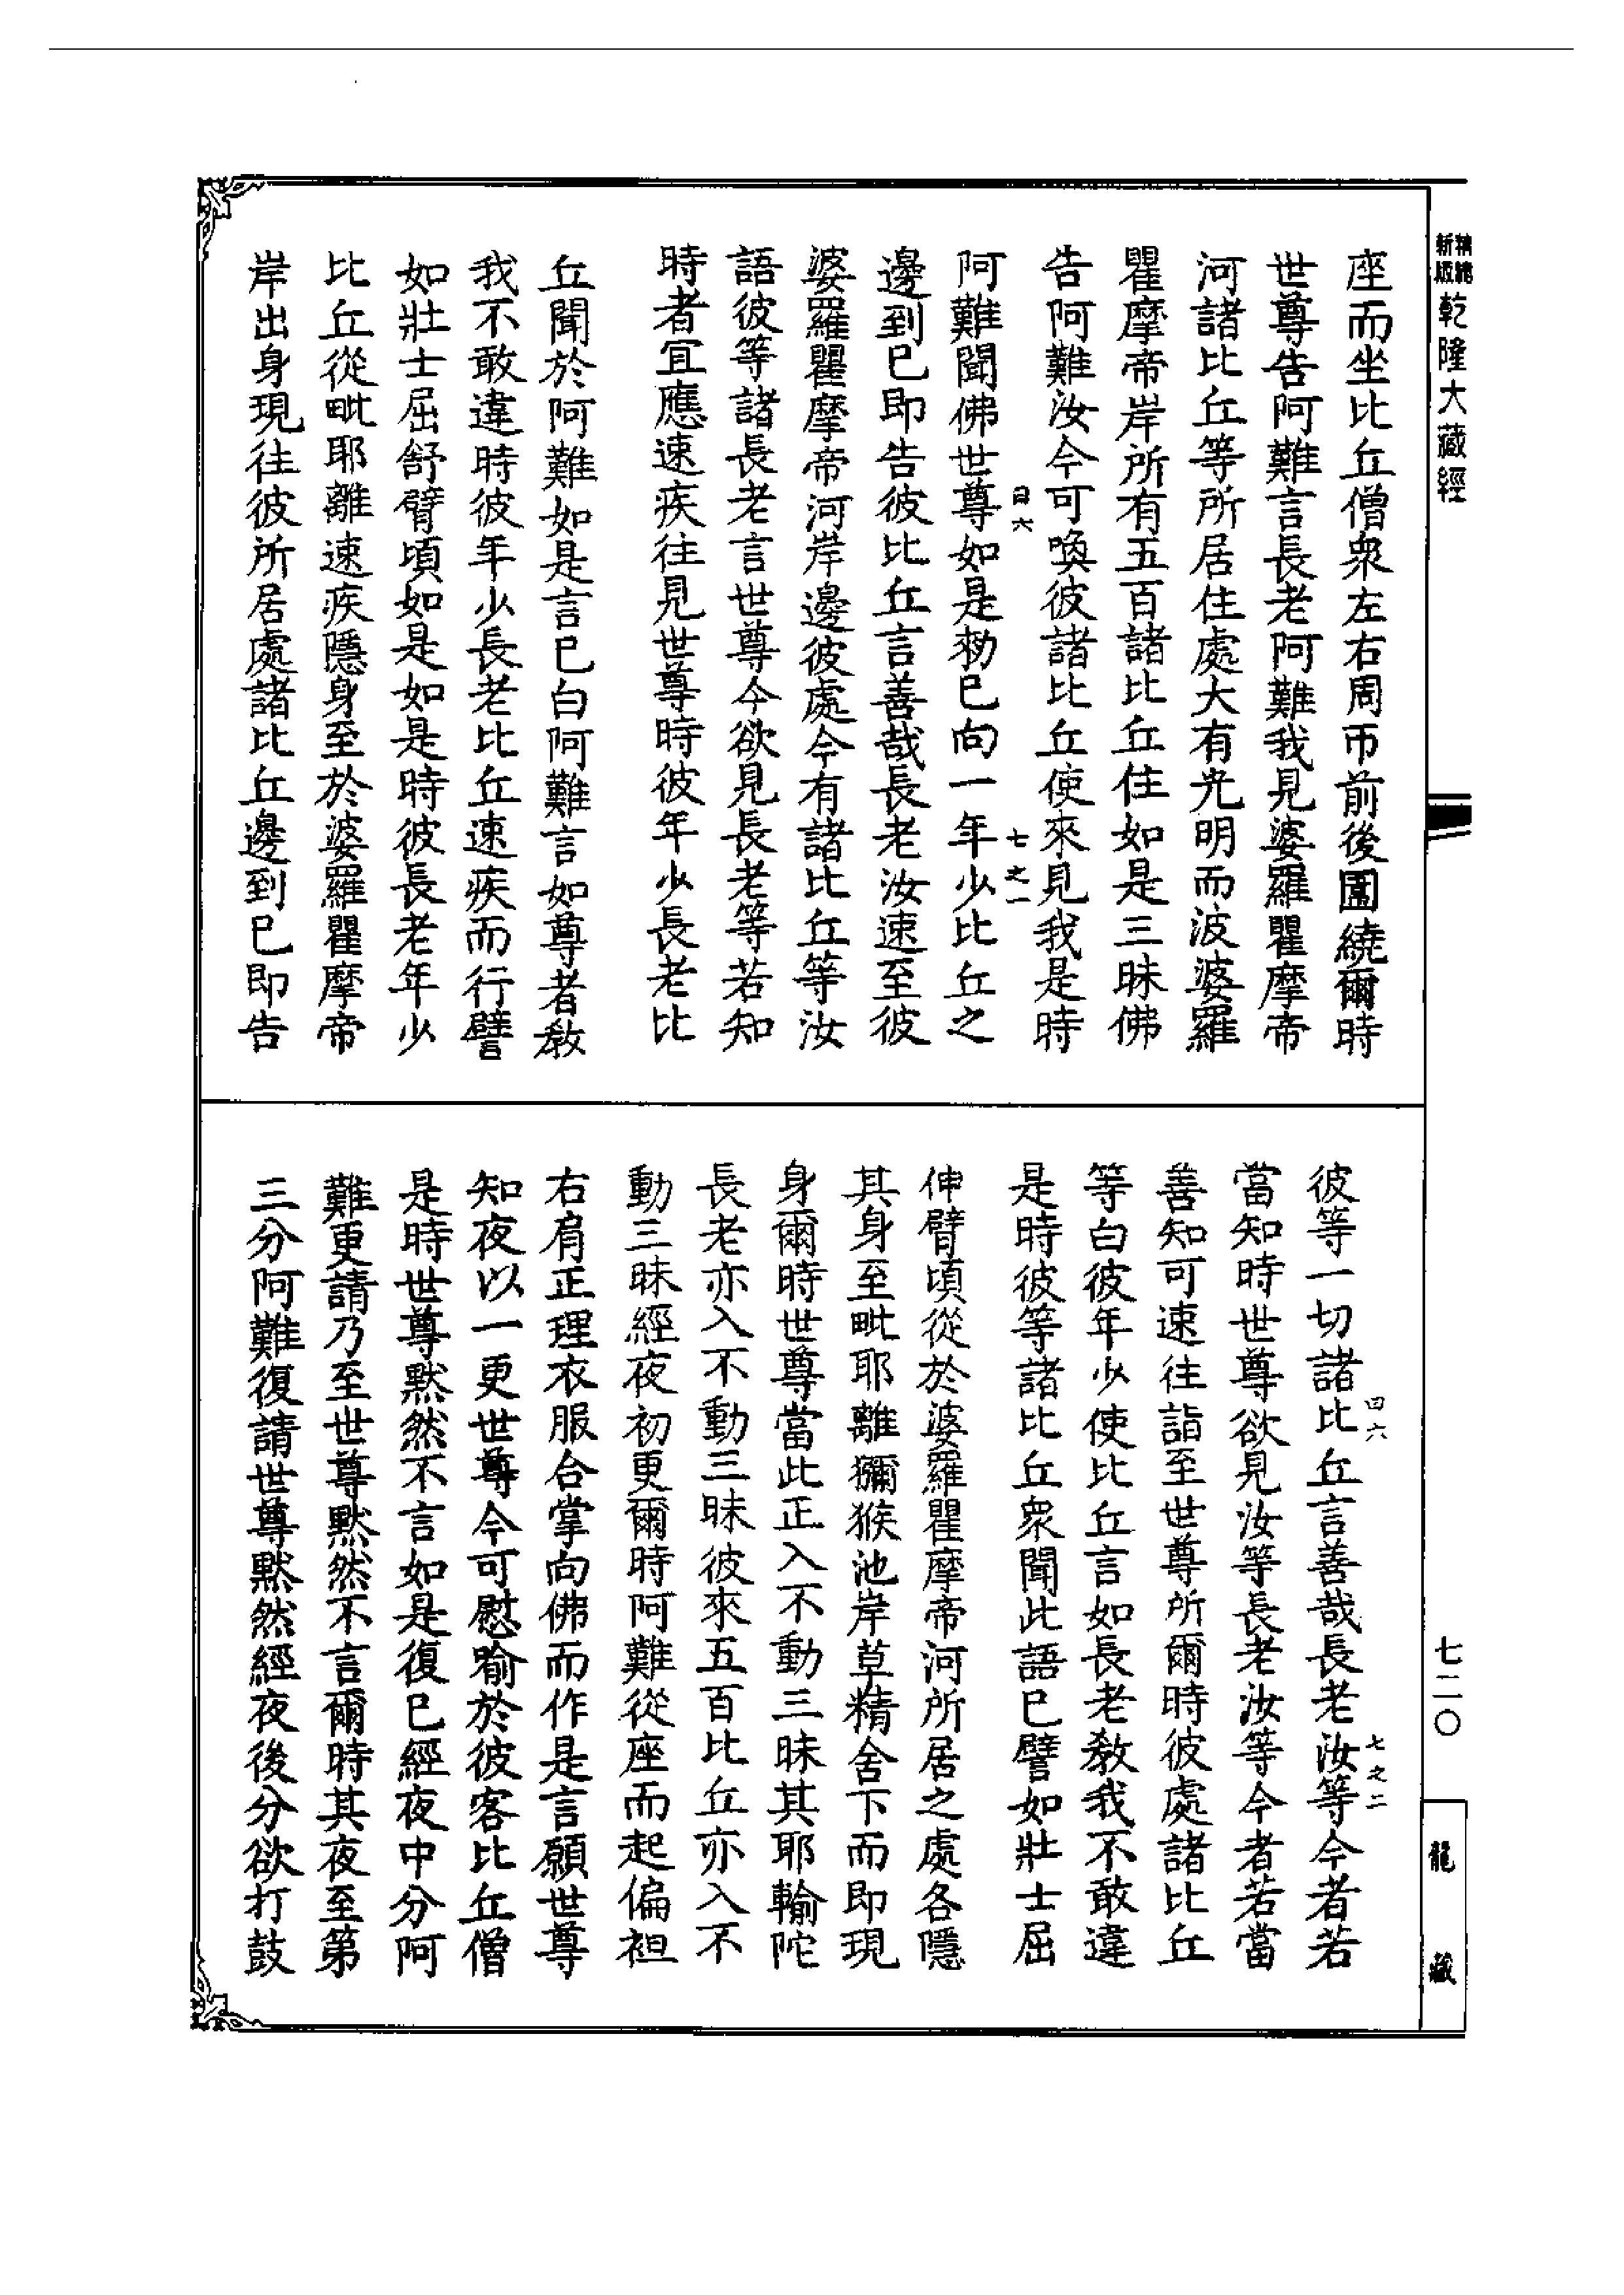 新版
精縮
乾隆大藏經
座而坐比丘僧衆左右周帀前後圍繞爾時
世尊告阿難言長老阿難我見婆羅瞿摩帝
河諸比丘等所居住處大有光明而波婆羅
瞿摩帝岸所有五百諸比丘住如是三昧佛
告阿難汝今可喚彼諸比丘使來見我是時
六
七之一
阿難聞佛世尊如是勑已向一年少比丘之
邊到已即告彼比丘言善哉長老汝速至彼
婆羅瞿摩帝河岸邊彼處今有諸比丘等汝
語彼等諸長老言世尊今欲見長老等若知
時者宜應速疾往見世尊時彼年少長老比
丘聞於阿難如是言已白阿難言如尊者教
我不敢違時彼年少長老比丘速疾而行譬
如壯士屈舒臂頃如是如是時彼長老年少
比丘從毗耶離速疾隱身至於婆羅瞿摩帝
岸出身現往彼所居處諸比丘邊到已即告
七二〇
龍藏
六
七之二
彼等一切諸比丘言善哉長老汝等今者若
當知時世尊欲見汝等長老汝等今者若當
善知可速往詣至世尊所爾時彼處諸比丘
等白彼年少使比丘言如長老教我不敢違
是時彼等諸比丘衆聞此語已譬如壯士屈
伸臂頃從於婆羅瞿摩帝河所居之處各隱
其身至毗耶離獼猴池岸草精舍下而即現
身爾時世尊當此正入不動三昧其耶輸陀
長老亦入不動三昧彼來五百比丘亦入不
動三昧經夜初更爾時阿難從座而起偏袒
右肩正理衣服合掌向佛而作是言願世尊
知夜以一更世尊今可慰喻於彼客比丘僧
是時世尊默然不言如是復已經夜中分阿
難更請乃至世尊默然不言爾時其夜至第
三分阿難復請世尊默然經夜後分欲打鼓